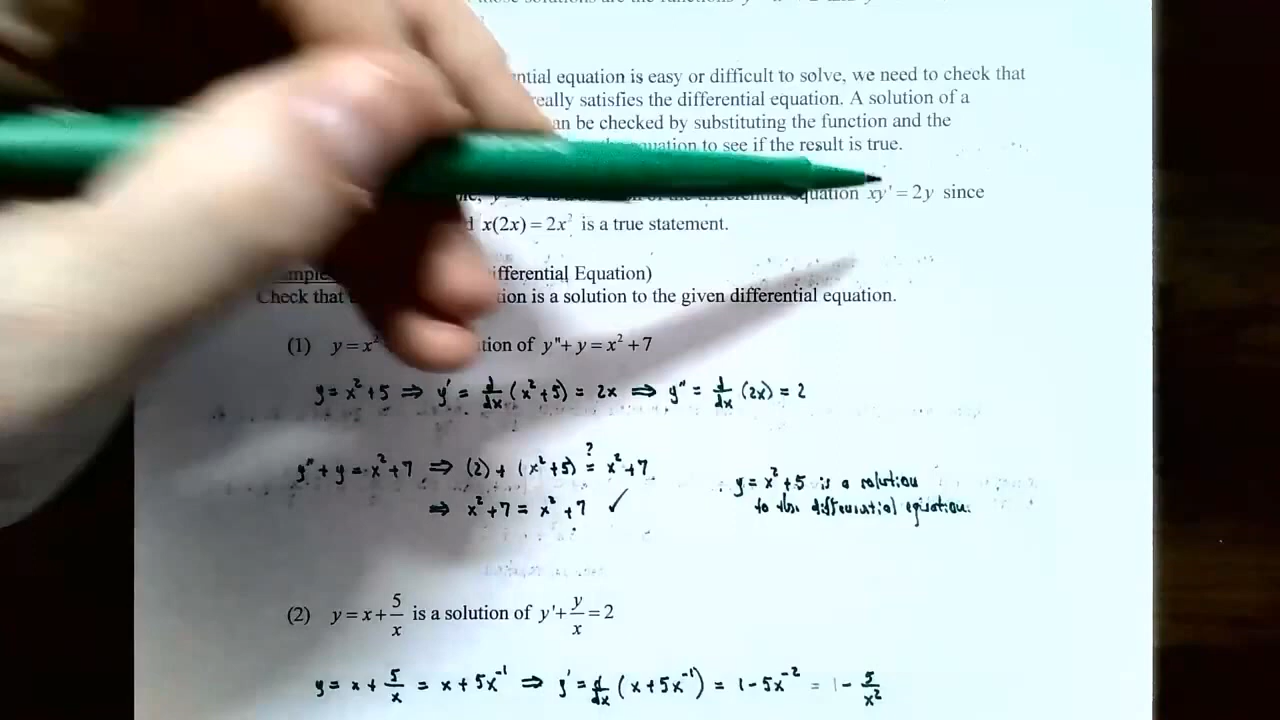 ntial equation is easy or difficult to solve, we need to check that
really satisfies the differential equation. A solution of a
an be checked by substituting the function and the
equation to see if the result is true.
equation xy' = 2y since
x(2x) = 2x² is a true statement.
ifferential Equation)
Check that ion is a solution to the given differential equation.
(1) y = x² tion of y"+ y = x² + 7
y = x² + 5 ⇒ y' = d/dx (x² + 5) = 2x ⇒ y" = d/dx (2x) = 2
y" + y = x² + 7 ⇒ (2) + (x² + 5) ?= x² + 7
⇒ x² + 7 = x² + 7 ✓
y = x² + 5 is a solution
to this differential equation.
(2) y = x + 5/x is a solution of y' + y/x = 2
y = x + 5/x = x + 5x⁻¹ ⇒ y' = d/dx (x + 5x⁻¹) = 1 - 5x⁻² = 1 - 5/x²